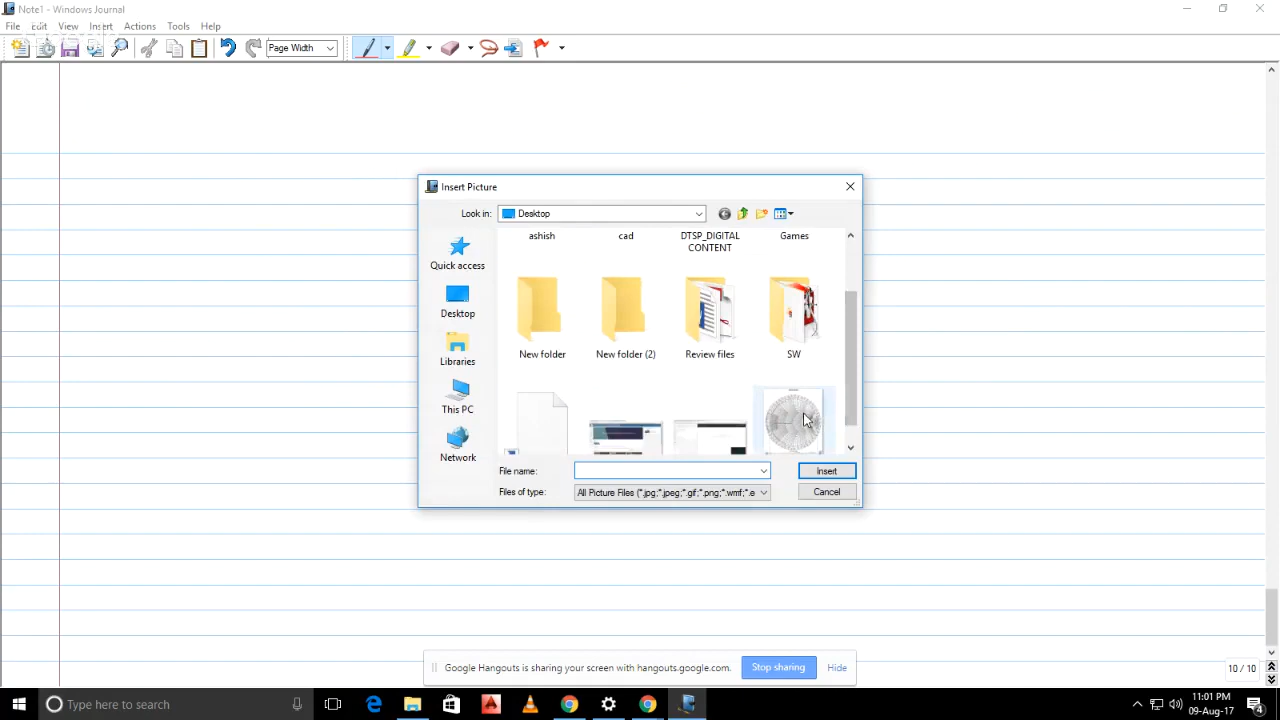 Note1 - Windows Journal
File Edit View Insert Actions Tools Help
Page Width
Insert Picture
Look in: Desktop
ashish cad DTSP_DIGITAL CONTENT Games
Quick access
Desktop
Libraries
This PC
Network
New folder New folder (2) Review files SW
File name: Insert
Files of type: All Picture Files (*.jpg;*.jpeg;*.gif;*.png;*.wmf;*.e Cancel
Google Hangouts is sharing your screen with hangouts.google.com. Stop sharing Hide
10 / 10
Type here to search
11:01 PM
09-Aug-17
4